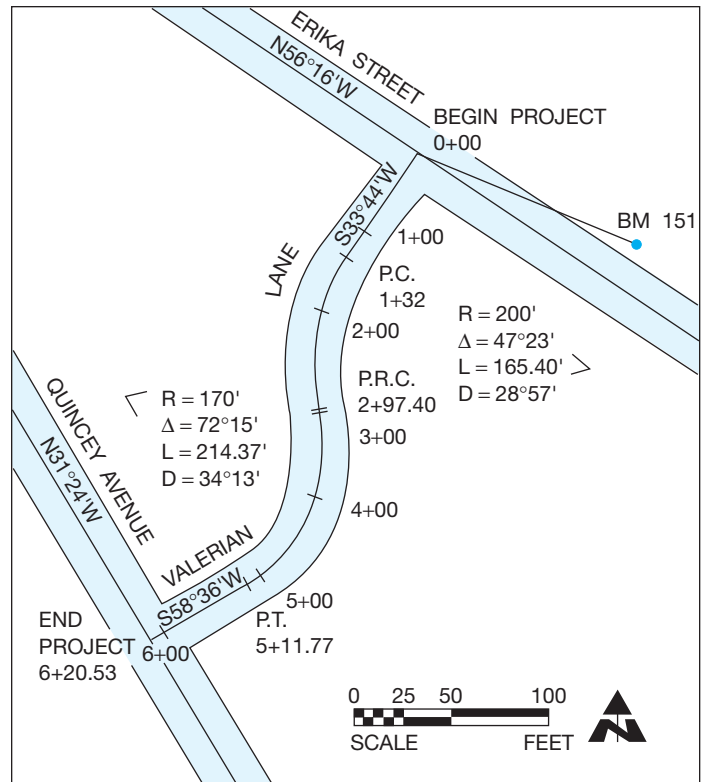 ERIKA STREET
N56°16'W
BEGIN PROJECT
0+00
BM 151
S33°44'W
1+00
LANE
P.C.
1+32
2+00
R = 200'
Δ = 47°23'
L = 165.40'
D = 28°57'
P.R.C.
2+97.40
3+00
R = 170'
Δ = 72°15'
L = 214.37'
D = 34°13'
QUINCEY AVENUE
N31°24'W
4+00
VALERIAN
S58°36'W
5+00
P.T.
5+11.77
END
PROJECT
6+20.53
6+00
0 25 50 100
SCALE FEET
N